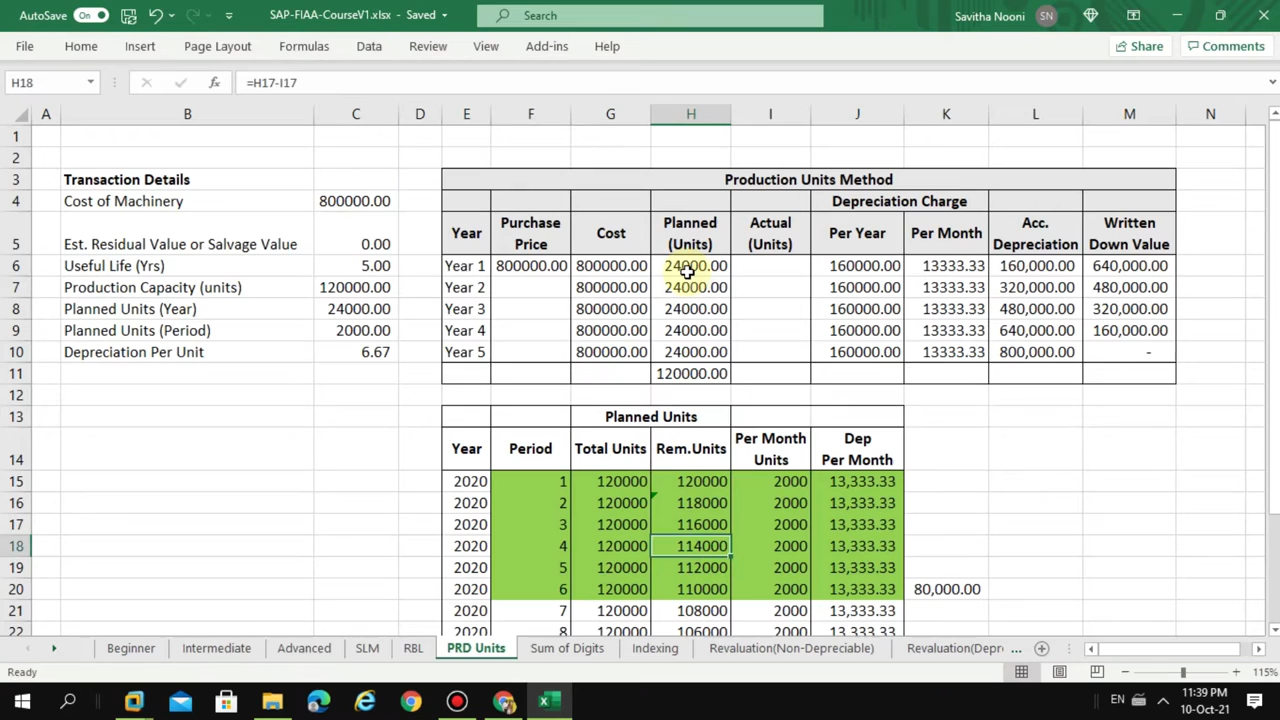 AutoSave On SAP-FIAA-CourseV1.xlsx - Saved Search Savitha Nooni SN
File Home Insert Page Layout Formulas Data Review View Add-ins Help Share Comments
H18 fx =H17-I17
A B C D E F G H I J K L M N
1
2
3 Transaction Details Production Units Method
4 Cost of Machinery 800000.00 Depreciation Charge
Purchase Planned Actual Acc. Written
Year Cost Per Year Per Month
5 Est. Residual Value or Salvage Value 0.00 Price (Units) (Units) Depreciation Down Value
6 Useful Life (Yrs) 5.00 Year 1 800000.00 800000.00 24000.00 160000.00 13333.33 160,000.00 640,000.00
7 Production Capacity (units) 120000.00 Year 2 800000.00 24000.00 160000.00 13333.33 320,000.00 480,000.00
8 Planned Units (Year) 24000.00 Year 3 800000.00 24000.00 160000.00 13333.33 480,000.00 320,000.00
9 Planned Units (Period) 2000.00 Year 4 800000.00 24000.00 160000.00 13333.33 640,000.00 160,000.00
10 Depreciation Per Unit 6.67 Year 5 800000.00 24000.00 160000.00 13333.33 800,000.00 -
11 120000.00
12
13 Planned Units
Per Month Dep
Year Period Total Units Rem.Units
14 Units Per Month
15 2020 1 120000 120000 2000 13,333.33
16 2020 2 120000 118000 2000 13,333.33
17 2020 3 120000 116000 2000 13,333.33
18 2020 4 120000 114000 2000 13,333.33
19 2020 5 120000 112000 2000 13,333.33
20 2020 6 120000 110000 2000 13,333.33 80,000.00
21 2020 7 120000 108000 2000 13,333.33
22 2020 8 120000 106000 2000 13,333.33
Beginner Intermediate Advanced SLM RBL PRD Units Sum of Digits Indexing Revaluation(Non-Depreciable) Revaluation(Depre ...
Ready 115%
EN 11:39 PM
10-Oct-21